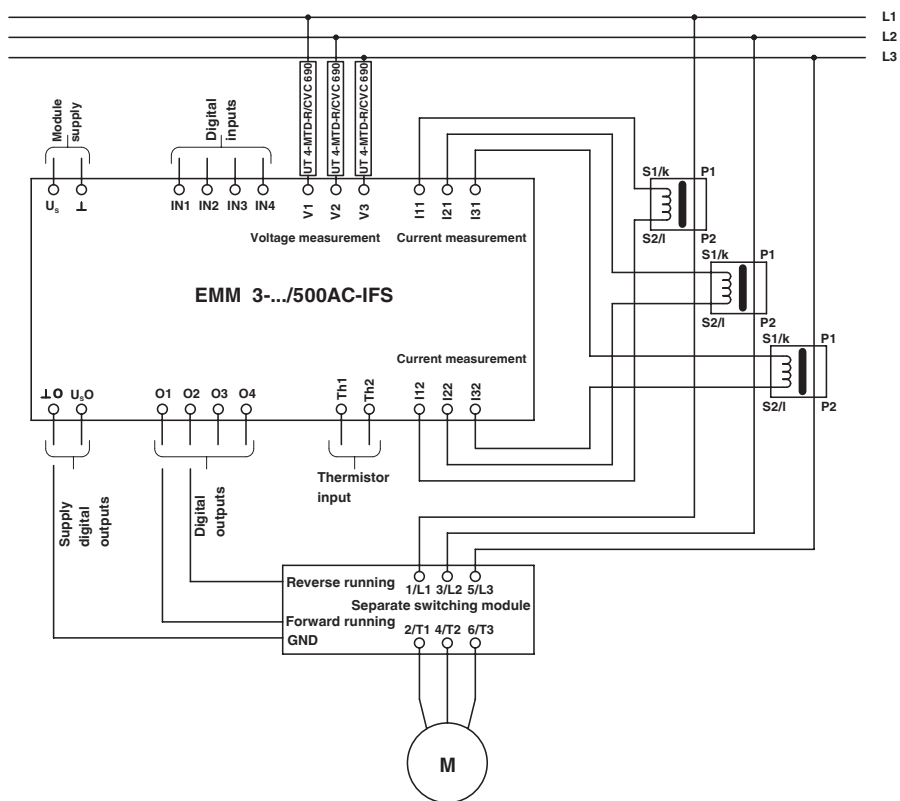 L1
L2
L3
UT 4-MTD-R/CVC 690
UT 4-MTD-R/CVC 690
UT 4-MTD-R/CVC 690
Module
supply
Digital
inputs
Us
⊥
IN1
IN2
IN3
IN4
V1
V2
V3
I11
I21
I31
Voltage measurement
Current measurement
S1/k
P1
S2/l
P2
S1/k
P1
S2/l
P2
S1/k
P1
S2/l
P2
EMM 3-.../500AC-IFS
Current measurement
⊥O
UsO
O1
O2
O3
O4
Th1
Th2
I12
I22
I32
Supply
digital
outputs
Digital
outputs
Thermistor
input
Reverse running
1/L1
3/L2
5/L3
Separate switching module
Forward running
GND
2/T1
4/T2
6/T3
M